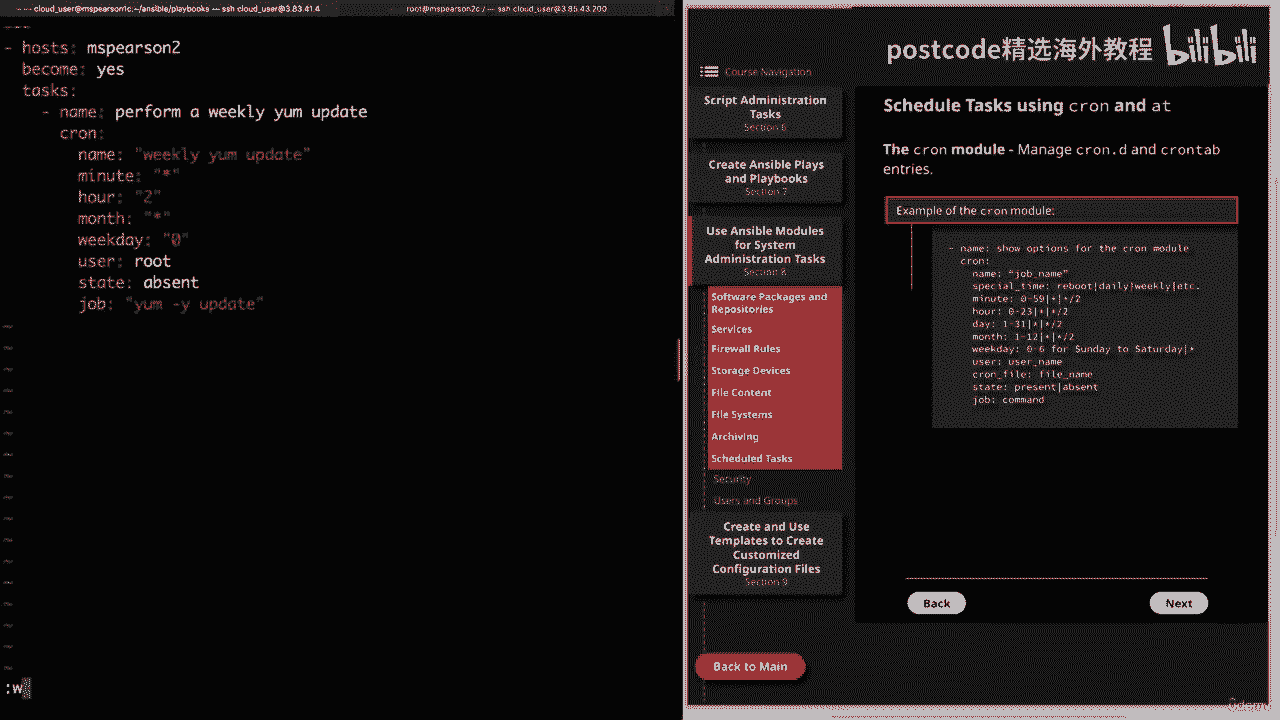 cloud_user@mspearson1c:~/ansible/playbooks — ssh cloud_user@3.83.41.4
root@mspearson2c:/ — ssh cloud_user@3.85.43.200
---
- hosts: mspearson2
become: yes
tasks:
- name: perform a weekly yum update
cron:
name: "weekly yum update"
minute: "*"
hour: "2"
month: "*"
weekday: "0"
user: root
state: absent
job: "yum -y update"
:w
postcode精选海外教程 bilibili
Course Navigation
Script Administration
Tasks
Section 6
Create Ansible Plays
and Playbooks
Section 7
Use Ansible Modules
for System
Administration Tasks
Section 8
Software Packages and
Repositories
Services
Firewall Rules
Storage Devices
File Content
File Systems
Archiving
Scheduled Tasks
Security
Users and Groups
Create and Use
Templates to Create
Customized
Configuration Files
Section 9
Back to Main
Schedule Tasks using cron and at
The cron module - Manage cron.d and crontab
entries.
Example of the cron module:
- name: show options for the cron module
cron:
name: "job_name"
special_time: reboot|daily|weekly|etc.
minute: 0-59|*|*/2
hour: 0-23|*|*/2
day: 1-31|*|*/2
month: 1-12|*|*/2
weekday: 0-6 for Sunday to Saturday|*
user: user_name
cron_file: file_name
state: present|absent
job: command
Back
Next
Udemy